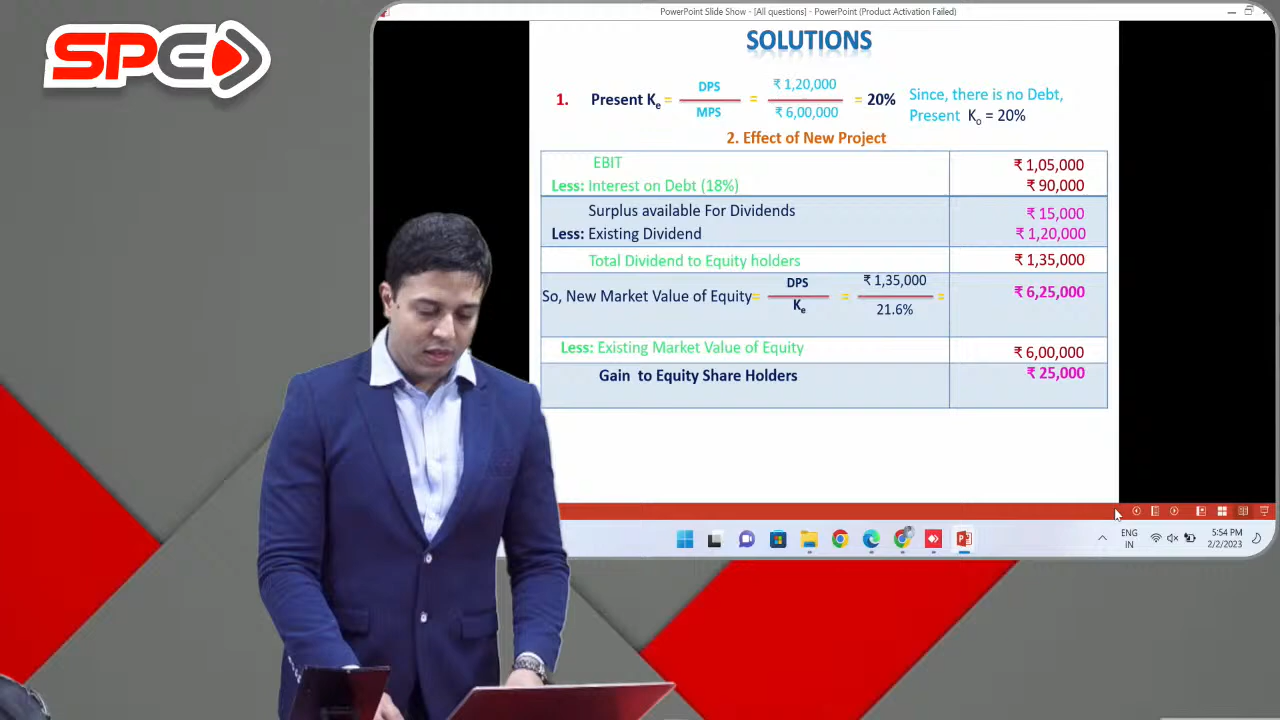 PowerPoint Slide Show - [All questions] - PowerPoint (Product Activation Failed)
SPE
SOLUTIONS
1. Present Ke = DPS / MPS = ₹ 1,20,000 / ₹ 6,00,000 = 20%
Since, there is no Debt,
Present Ko = 20%
2. Effect of New Project
EBIT ₹ 1,05,000
Less: Interest on Debt (18%) ₹ 90,000
Surplus available For Dividends ₹ 15,000
Less: Existing Dividend ₹ 1,20,000
Total Dividend to Equity holders ₹ 1,35,000
So, New Market Value of Equity= DPS / Ke = ₹ 1,35,000 / 21.6% = ₹ 6,25,000
Less: Existing Market Value of Equity ₹ 6,00,000
Gain to Equity Share Holders ₹ 25,000
ENG
IN
5:54 PM
2/2/2023